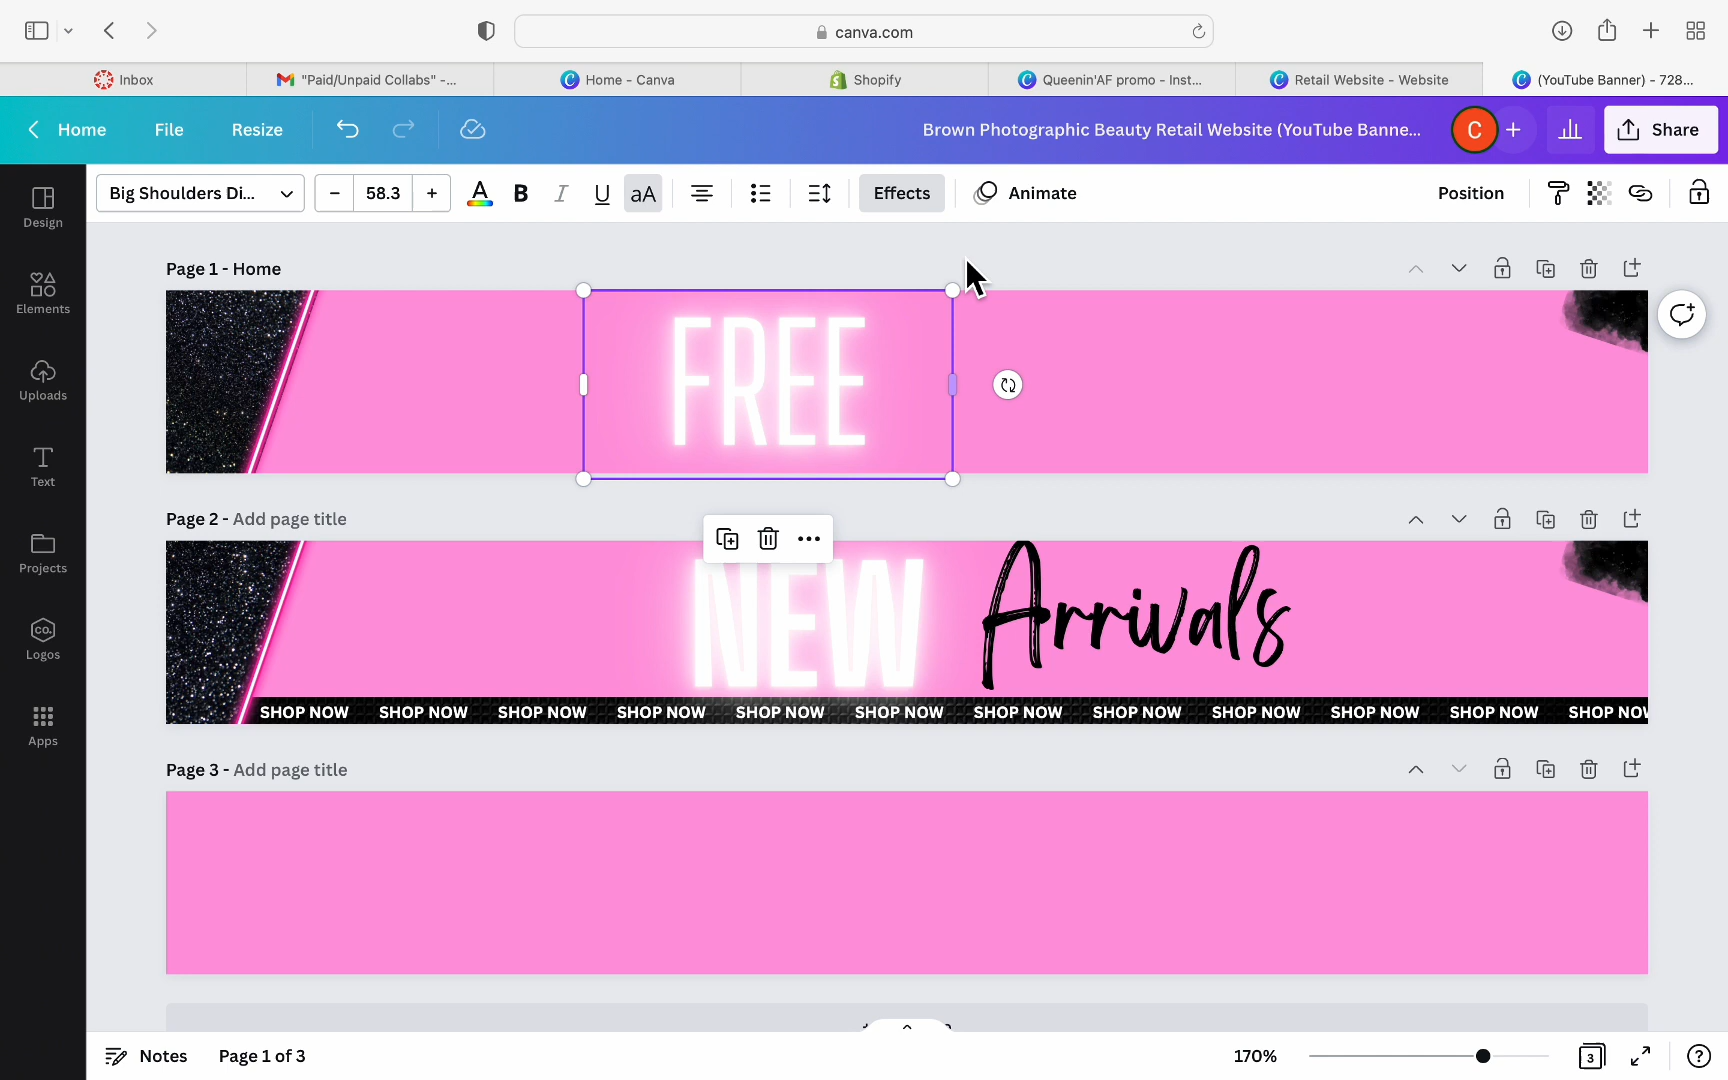 canva.com
Inbox
"Paid/Unpaid Collabs" -...
Home - Canva
Shopify
Queenin'AF promo - Inst...
Retail Website - Website
(YouTube Banner) - 728...
Home
File
Resize
Brown Photographic Beauty Retail Website (YouTube Banne...
C
Share
Big Shoulders Di...
58.3
A
B
I
U
aA
Effects
Animate
Position
Design
Elements
Uploads
Text
Projects
CO.
Logos
Apps
Page 1 - Home
FREE
Page 2 - Add page title
NEW Arrivals
SHOP NOW SHOP NOW SHOP NOW SHOP NOW SHOP NOW SHOP NOW SHOP NOW SHOP NOW SHOP NOW SHOP NOW SHOP NOW SHOP NOW
Page 3 - Add page title
Notes
Page 1 of 3
170%
3
?